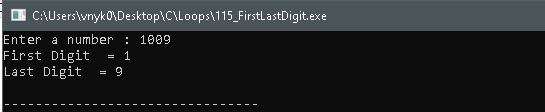 C:\Users\vnyk0\Desktop\C\Loops\115_FirstLastDigit.exe
Enter a number : 1009
First Digit  = 1
Last Digit  = 9

--------------------------------